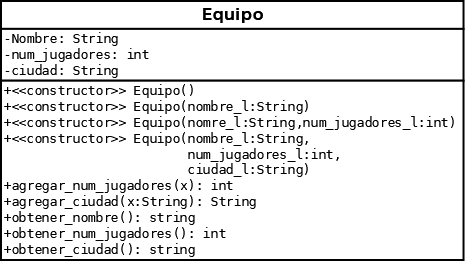 Equipo
-Nombre: String
-num_jugadores: int
-ciudad: String
+<<constructor>> Equipo()
+<<constructor>> Equipo(nombre_l:String)
+<<constructor>> Equipo(nomre_l:String,num_jugadores_l:int)
+<<constructor>> Equipo(nombre_l:String,
num_jugadores_l:int,
ciudad_l:String)
+agregar_num_jugadores(x): int
+agregar_ciudad(x:String): String
+obtener_nombre(): string
+obtener_num_jugadores(): int
+obtener_ciudad(): string